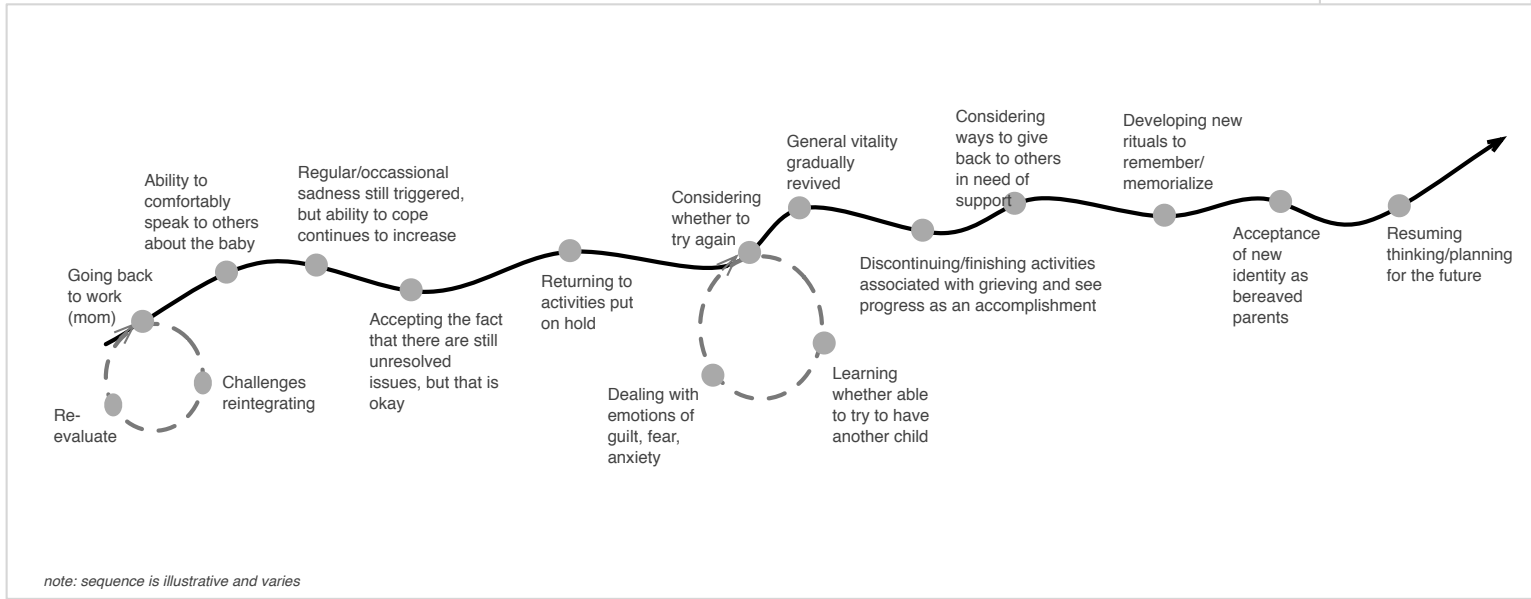 Going back
to work
(mom)
Re-
evaluate
Challenges
reintegrating
Ability to
comfortably
speak to others
about the baby
Regular/occassional
sadness still triggered,
but ability to cope
continues to increase
Accepting the fact
that there are still
unresolved
issues, but that is
okay
Returning to
activities put
on hold
Considering
whether to
try again
Dealing with
emotions of
guilt, fear,
anxiety
Learning
whether able
to try to have
another child
General vitality
gradually
revived
Discontinuing/finishing activities
associated with grieving and see
progress as an accomplishment
Considering
ways to give
back to others
in need of
support
Developing new
rituals to
remember/
memorialize
Acceptance
of new
identity as
bereaved
parents
Resuming
thinking/planning
for the future
note: sequence is illustrative and varies